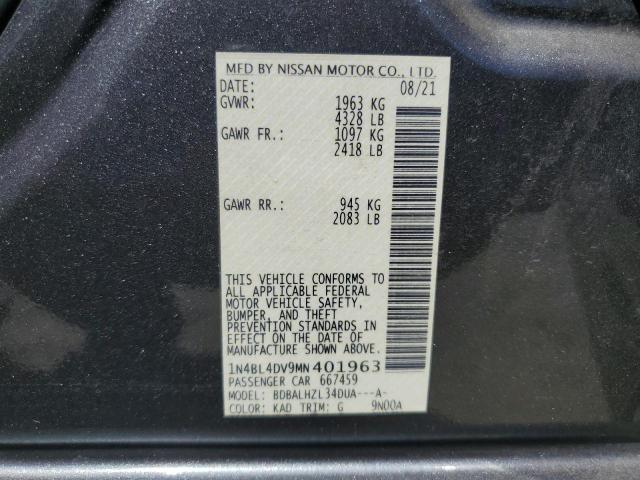 MFD BY NISSAN MOTOR CO., LTD.
DATE: 08/21
GVWR: 1963 KG
4328 LB
GAWR FR.: 1097 KG
2418 LB
GAWR RR.: 945 KG
2083 LB
THIS VEHICLE CONFORMS TO
ALL APPLICABLE FEDERAL
MOTOR VEHICLE SAFETY,
BUMPER, AND THEFT
PREVENTION STANDARDS IN
EFFECT ON THE DATE OF
MANUFACTURE SHOWN ABOVE.
1N4BL4DV9MN401963
PASSENGER CAR 667459
MODEL: BDBALHZL34DUA---A-
COLOR: KAD TRIM: G 9N00A